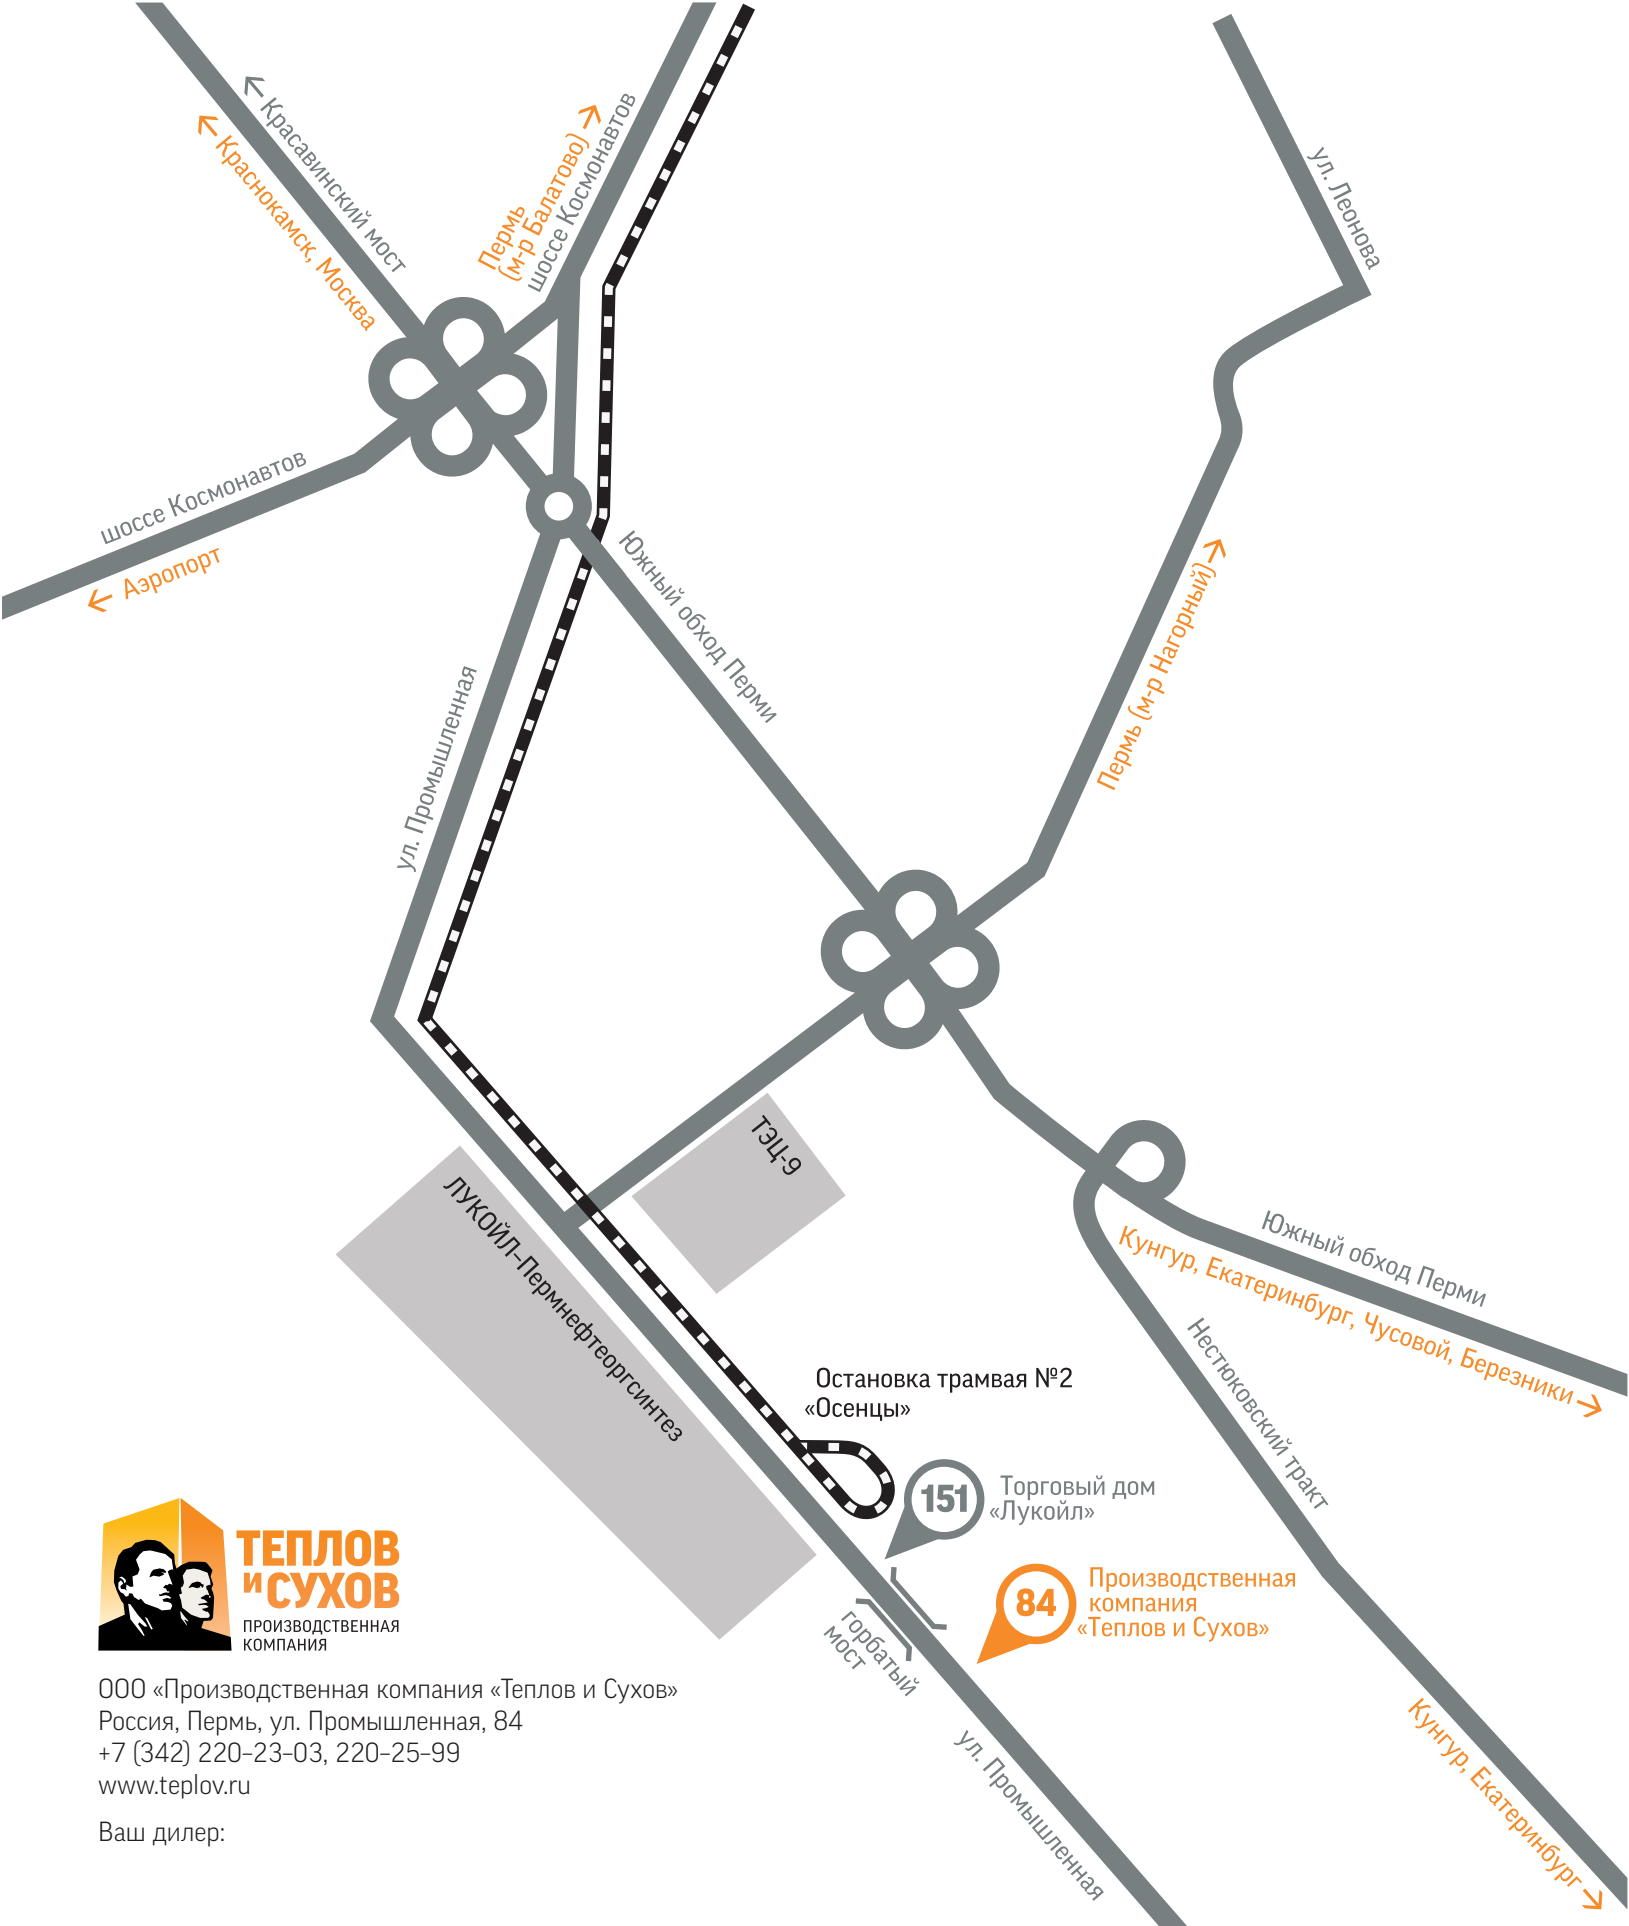 Красавинский мост
Краснокамск, Москва
Пермь
(м-р Балатово)
шоссе Космонавтов
ул. Леонова
шоссе Космонавтов
Аэропорт
Южный обход Перми
Пермь (м-р Нагорный)
ул. Промышленная
ТЭЦ-9
ЛУКОЙЛ-Пермнефтеоргсинтез
Южный обход Перми
Кунгур, Екатеринбург, Чусовой, Березники
Нестюковский тракт
Остановка трамвая №2
«Осенцы»
151
Торговый дом
«Лукойл»
84
Производственная
компания
«Теплов и Сухов»
горбатый
мост
ул. Промышленная
Кунгур, Екатеринбург
ТЕПЛОВ
И СУХОВ
ПРОИЗВОДСТВЕННАЯ
КОМПАНИЯ
ООО «Производственная компания «Теплов и Сухов»
Россия, Пермь, ул. Промышленная, 84
+7 (342) 220-23-03, 220-25-99
www.teplov.ru
Ваш дилер: